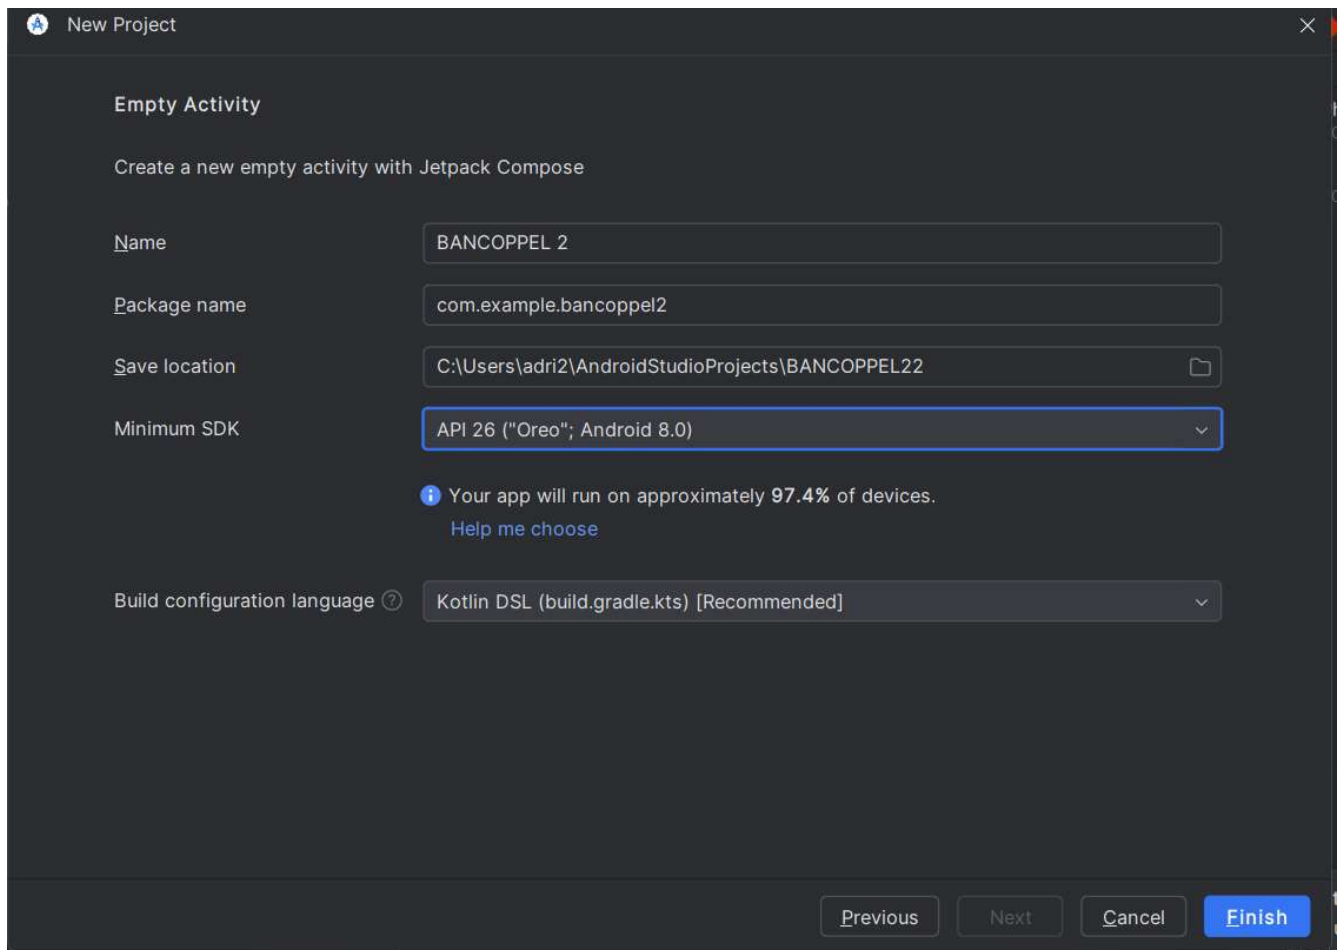 New Project
Empty Activity
Create a new empty activity with Jetpack Compose
Name BANCOPPEL 2
Package name com.example.bancoppel2
Save location C:\Users\adri2\AndroidStudioProjects\BANCOPPEL22
Minimum SDK API 26 ("Oreo"; Android 8.0)
Your app will run on approximately 97.4% of devices.
Help me choose
Build configuration language ? Kotlin DSL (build.gradle.kts) [Recommended]
Previous Next Cancel Finish